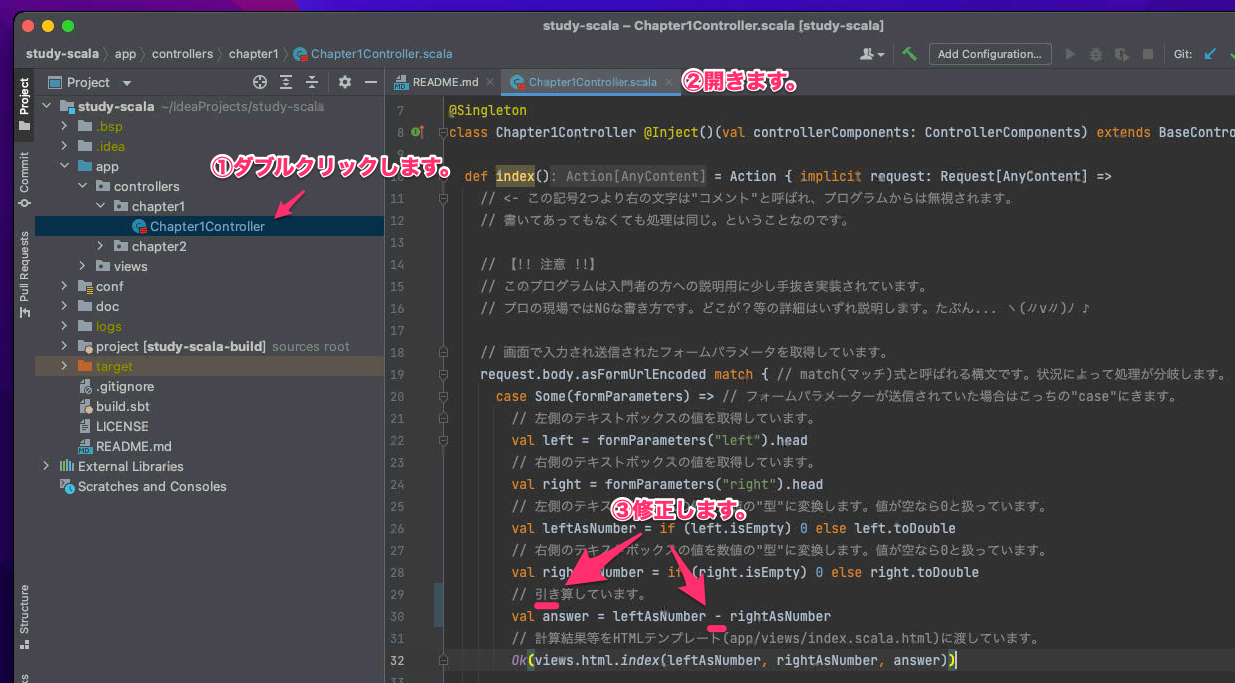 study-scala – Chapter1Controller.scala [study-scala]
study-scala app controllers chapter1 Chapter1Controller.scala
Add Configuration...
Git:
Project
README.md
Chapter1Controller.scala
②開きます。
Project
Commit
Pull Requests
Structure
study-scala ~/IdeaProjects/study-scala
.bsp
.idea
app
①ダブルクリックします。
controllers
chapter1
Chapter1Controller
chapter2
views
conf
doc
logs
project [study-scala-build] sources root
target
.gitignore
build.sbt
LICENSE
README.md
External Libraries
Scratches and Consoles
7 @Singleton
8 class Chapter1Controller @Inject()(val controllerComponents: ControllerComponents) extends BaseContro
9
def index(): Action[AnyContent] = Action { implicit request: Request[AnyContent] =>
11 // <- この記号2つより右の文字は"コメント"と呼ばれ、プログラムからは無視されます。
12 // 書いてあってもなくても処理は同じ。ということなのです。
13
14 // 【!! 注意 !!】
15 // このプログラムは入門者の方への説明用に少し手抜き実装されています。
16 // プロの現場ではNGな書き方です。どこが？等の詳細はいずれ説明します。たぶん... ヽ(〃v〃)ﾉ ♪
17
18 // 画面で入力され送信されたフォームパラメータを取得しています。
19 request.body.asFormUrlEncoded match { // match(マッチ)式と呼ばれる構文です。状況によって処理が分岐します。
20 case Some(formParameters) => // フォームパラメーターが送信されていた場合はこっちの"case"にきます。
21 // 左側のテキストボックスの値を取得しています。
22 val left = formParameters("left").head
23 // 右側のテキストボックスの値を取得しています。
24 val right = formParameters("right").head
③修正します。
25 // 左側のテキス の"型"に変換します。値が空なら0と扱っています。
26 val leftAsNumber = if (left.isEmpty) 0 else left.toDouble
27 // 右側のテキストボックスの値を数値の"型"に変換します。値が空なら0と扱っています。
28 val rightAsNumber = if (right.isEmpty) 0 else right.toDouble
29 // 引き算しています。
30 val answer = leftAsNumber - rightAsNumber
31 // 計算結果等をHTMLテンプレート(app/views/index.scala.html)に渡しています。
32 Ok(views.html.index(leftAsNumber, rightAsNumber, answer))
33